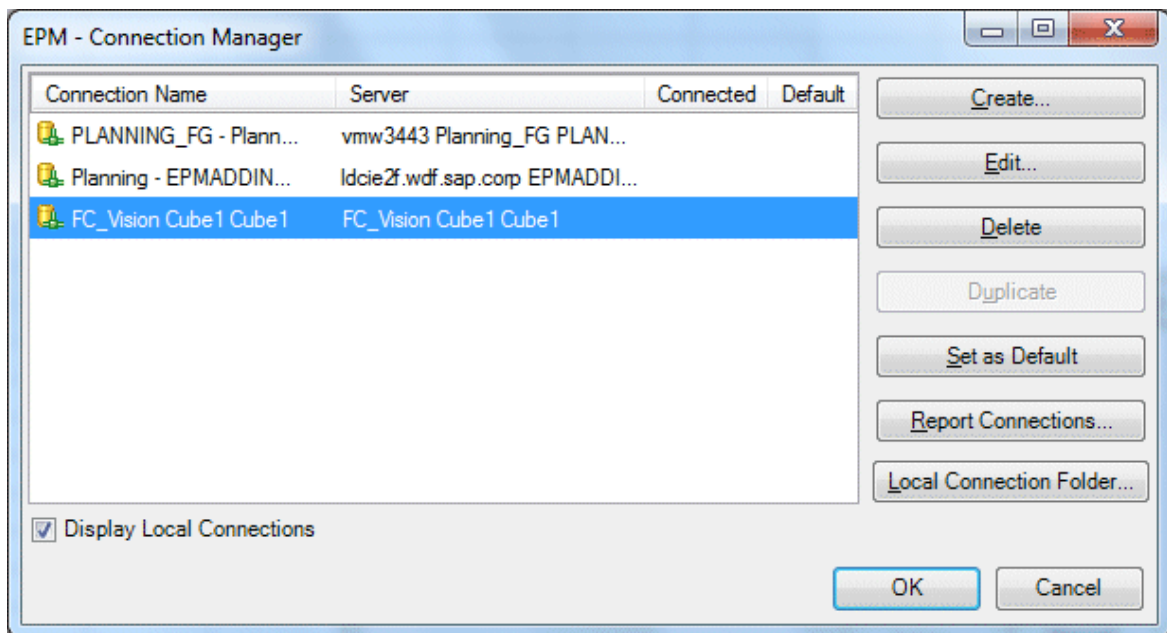 EPM - Connection Manager
Connection Name Server Connected Default
PLANNING_FG - Plann... vmw3443 Planning_FG PLAN...
Planning - EPMADDIN... ldcie2f.wdf.sap.corp EPMADDI...
FC_Vision Cube1 Cube1 FC_Vision Cube1 Cube1
Create...
Edit...
Delete
Duplicate
Set as Default
Report Connections...
Local Connection Folder...
Display Local Connections
OK Cancel